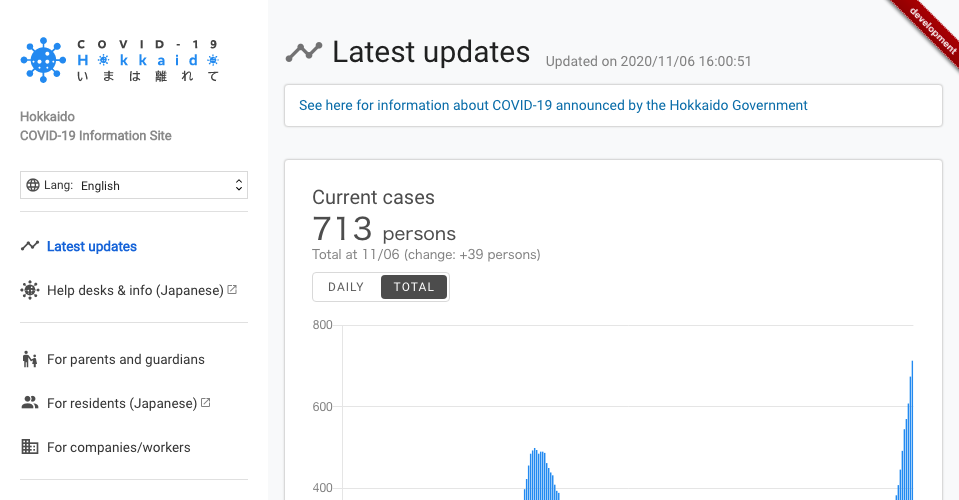 COVID-19
Hokkaido
いまは離れて
Hokkaido
COVID-19 Information Site
Lang: English
Latest updates
Help desks & info (Japanese)
For parents and guardians
For residents (Japanese)
For companies/workers
development
Latest updates Updated on 2020/11/06 16:00:51
See here for information about COVID-19 announced by the Hokkaido Government
Current cases
713 persons
Total at 11/06 (change: +39 persons)
DAILY TOTAL
800
600
400